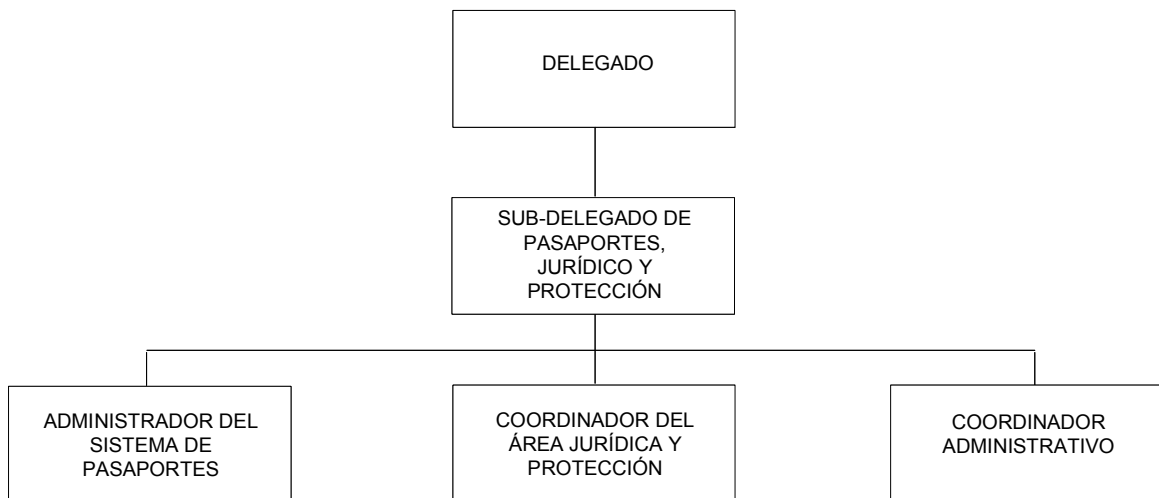 DELEGADO
SUB-DELEGADO DE
PASAPORTES,
JURÍDICO Y
PROTECCIÓN
ADMINISTRADOR DEL
SISTEMA DE
PASAPORTES
COORDINADOR DEL
ÁREA JURÍDICA Y
PROTECCIÓN
COORDINADOR
ADMINISTRATIVO